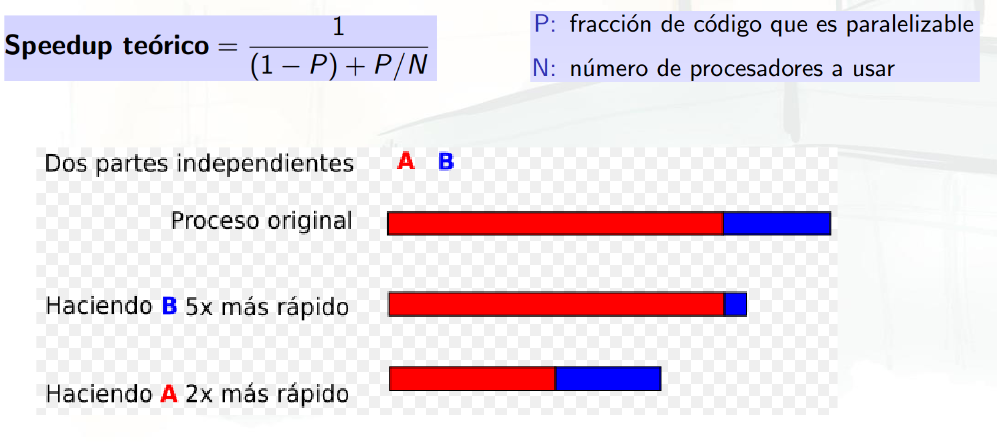 Speedup teórico = 1 / ((1 − P) + P/N)
P: fracción de código que es paralelizable
N: número de procesadores a usar
Dos partes independientes A B
Proceso original
Haciendo B 5x más rápido
Haciendo A 2x más rápido